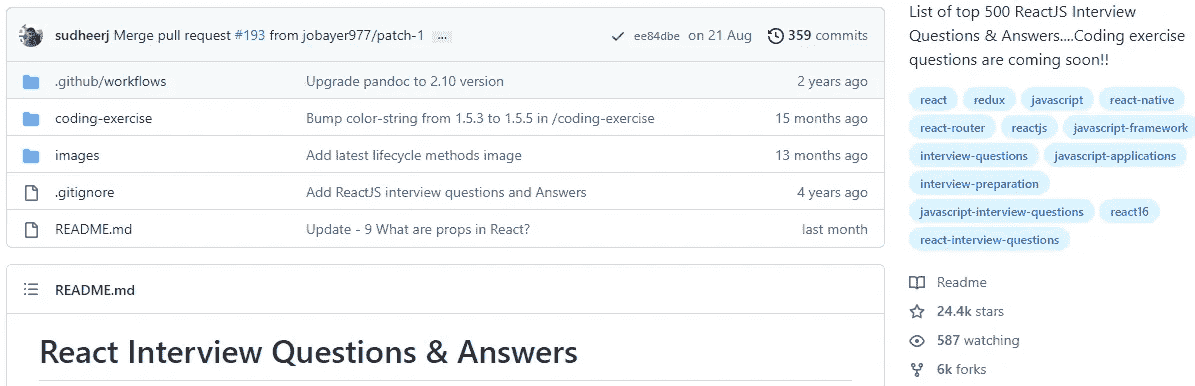 sudheerj Merge pull request #193 from jobayer977/patch-1 ... ee84dbe on 21 Aug 359 commits
.github/workflows Upgrade pandoc to 2.10 version 2 years ago
coding-exercise Bump color-string from 1.5.3 to 1.5.5 in /coding-exercise 15 months ago
images Add latest lifecycle methods image 13 months ago
.gitignore Add ReactJS interview questions and Answers 4 years ago
README.md Update - 9 What are props in React? last month
README.md
React Interview Questions & Answers
List of top 500 ReactJS Interview
Questions & Answers....Coding exercise
questions are coming soon!!
react redux javascript react-native
react-router reactjs javascript-framework
interview-questions javascript-applications
interview-preparation
javascript-interview-questions react16
react-interview-questions
Readme
24.4k stars
587 watching
6k forks